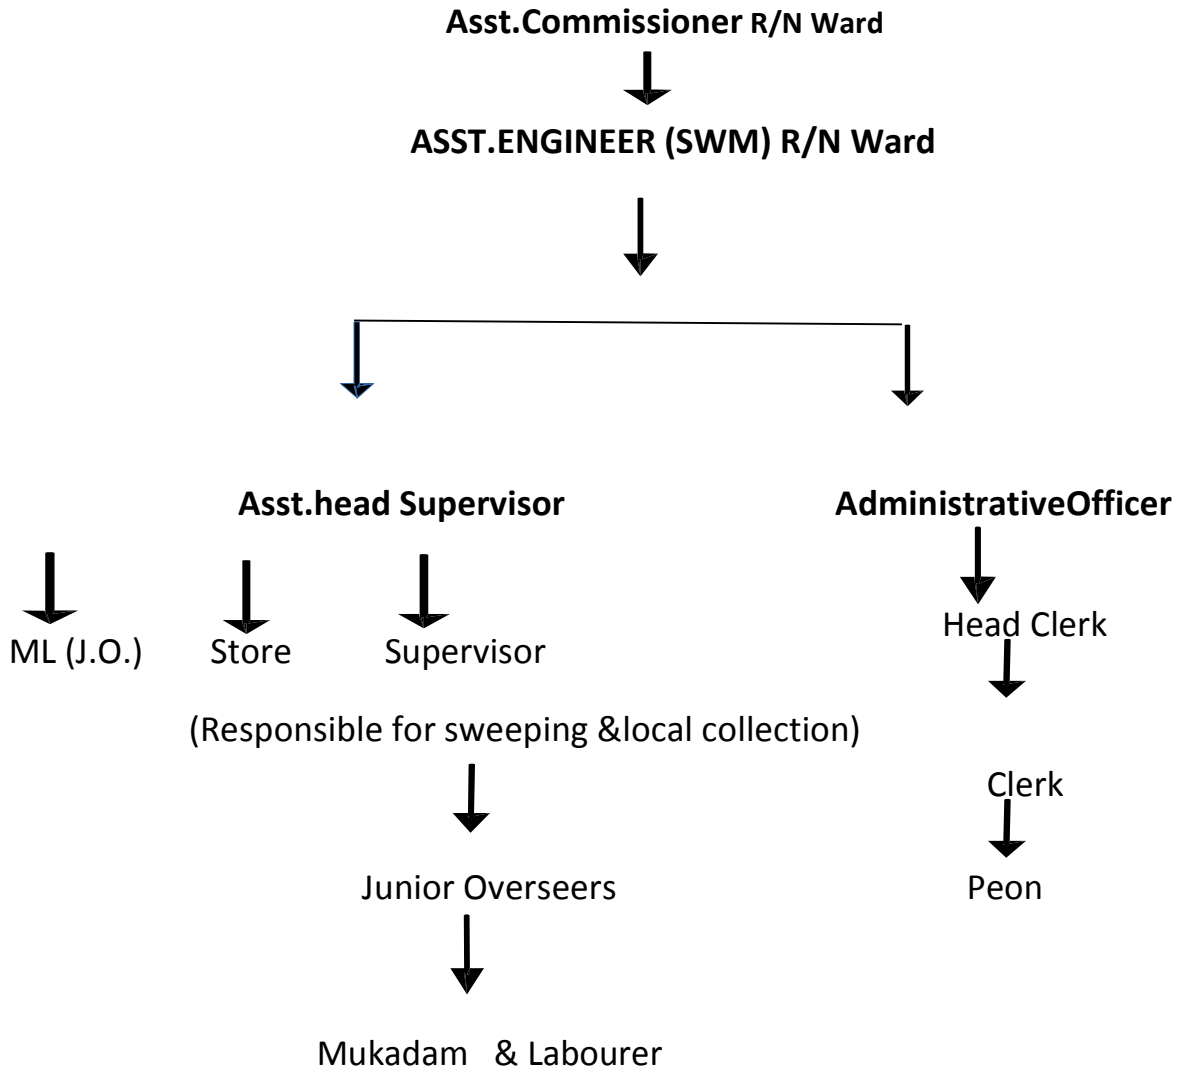 Asst.Commissioner R/N Ward
ASST.ENGINEER (SWM) R/N Ward
Asst.head Supervisor
AdministrativeOfficer
ML (J.O.)
Store
Supervisor
(Responsible for sweeping &local collection)
Junior Overseers
Mukadam & Labourer
Head Clerk
Clerk
Peon